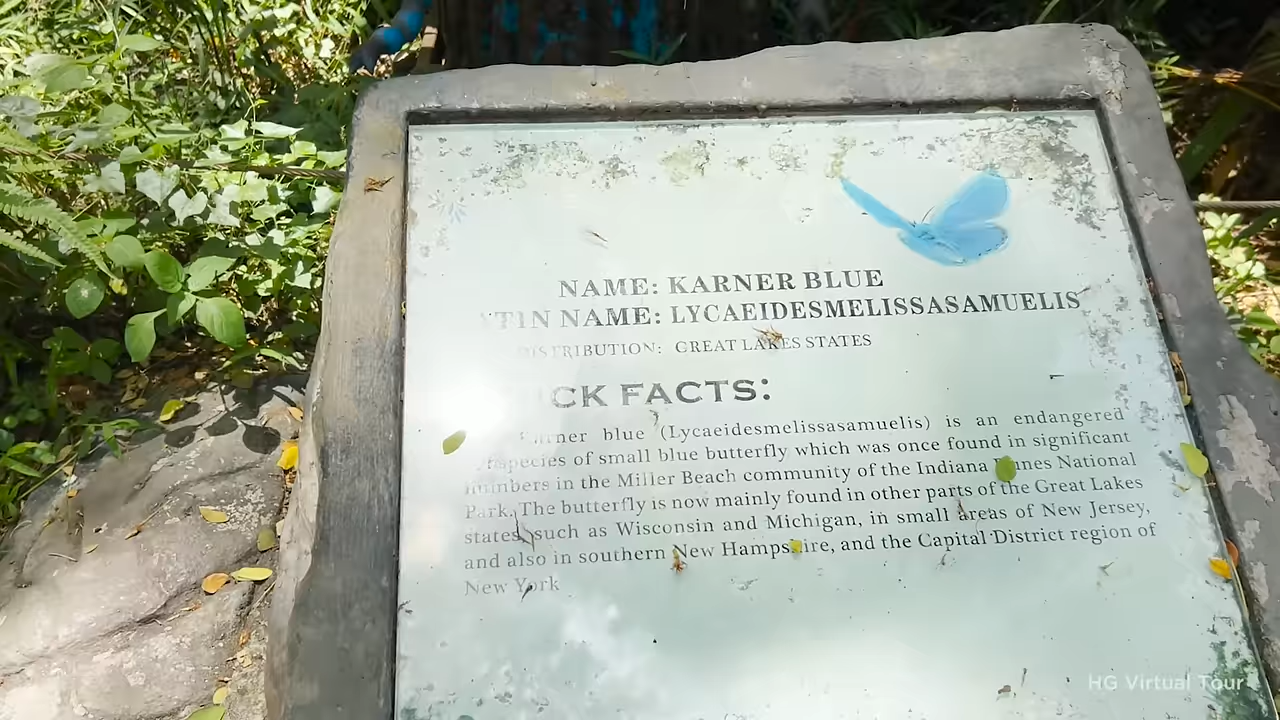 NAME: KARNER BLUE
TIN NAME: LYCAEIDESMELISSASAMUELIS
DISTRIBUTION: GREAT LAKES STATES
CK FACTS:
arner blue (Lycaeidesmelissasamuelis) is an endangered
species of small blue butterfly which was once found in significant
numbers in the Miller Beach community of the Indiana Dunes National
Park. The butterfly is now mainly found in other parts of the Great Lakes
states, such as Wisconsin and Michigan, in small areas of New Jersey,
and also in southern New Hampshire, and the Capital District region of
New York
HG Virtual Tour